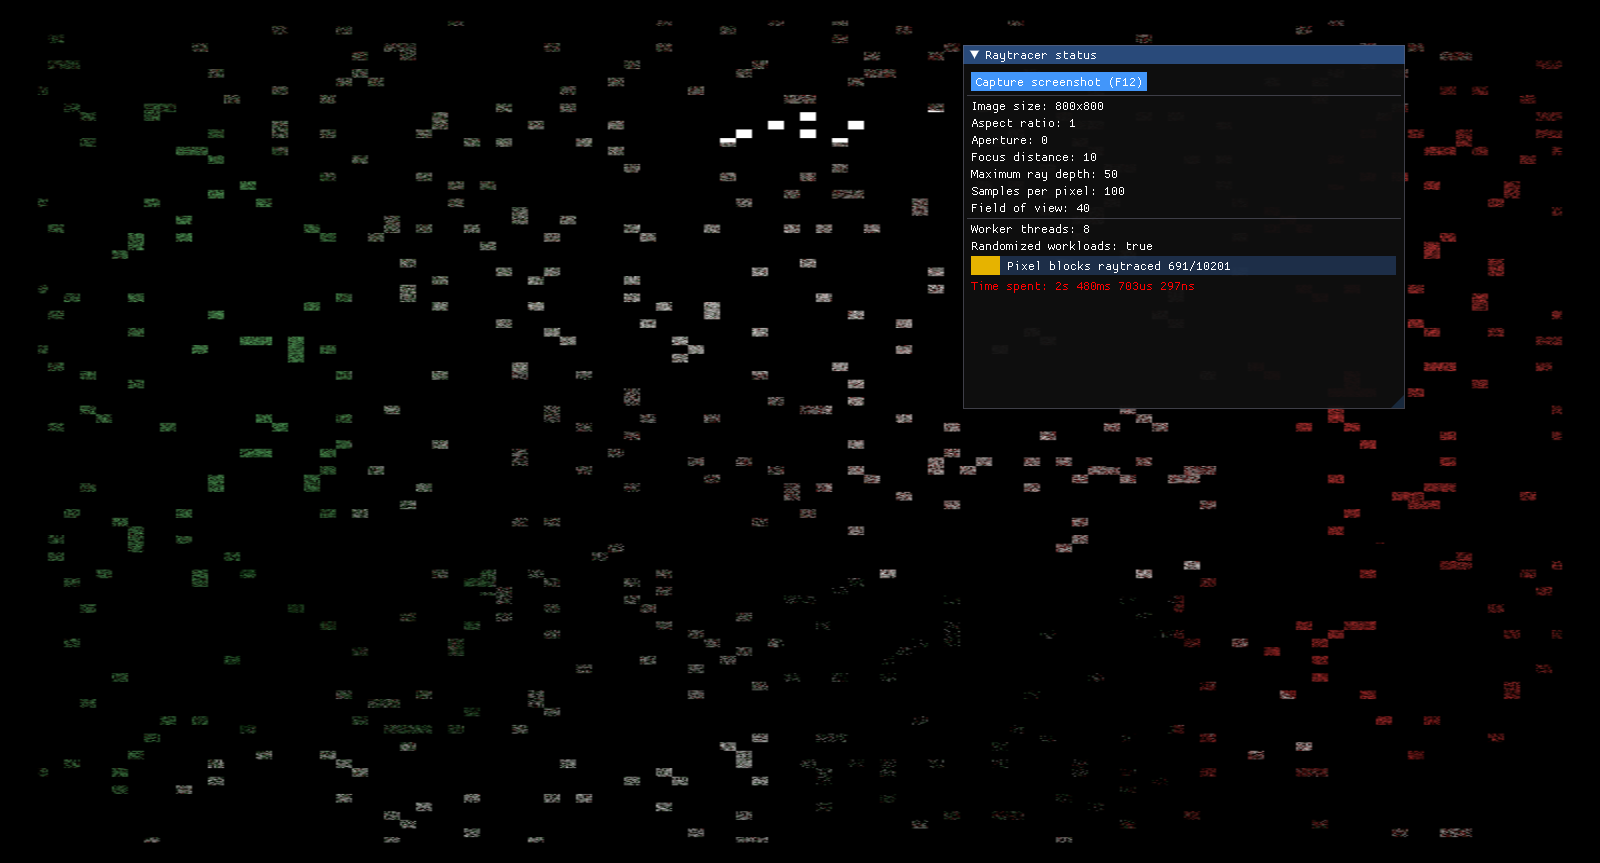 Raytracer status
Capture screenshot (F12)
Image size: 800x800
Aspect ratio: 1
Aperture: 0
Focus distance: 10
Maximum ray depth: 50
Samples per pixel: 100
Field of view: 40
Worker threads: 8
Randomized workloads: true
Pixel blocks raytraced 691/10201
Time spent: 2s 480ms 703us 297ns